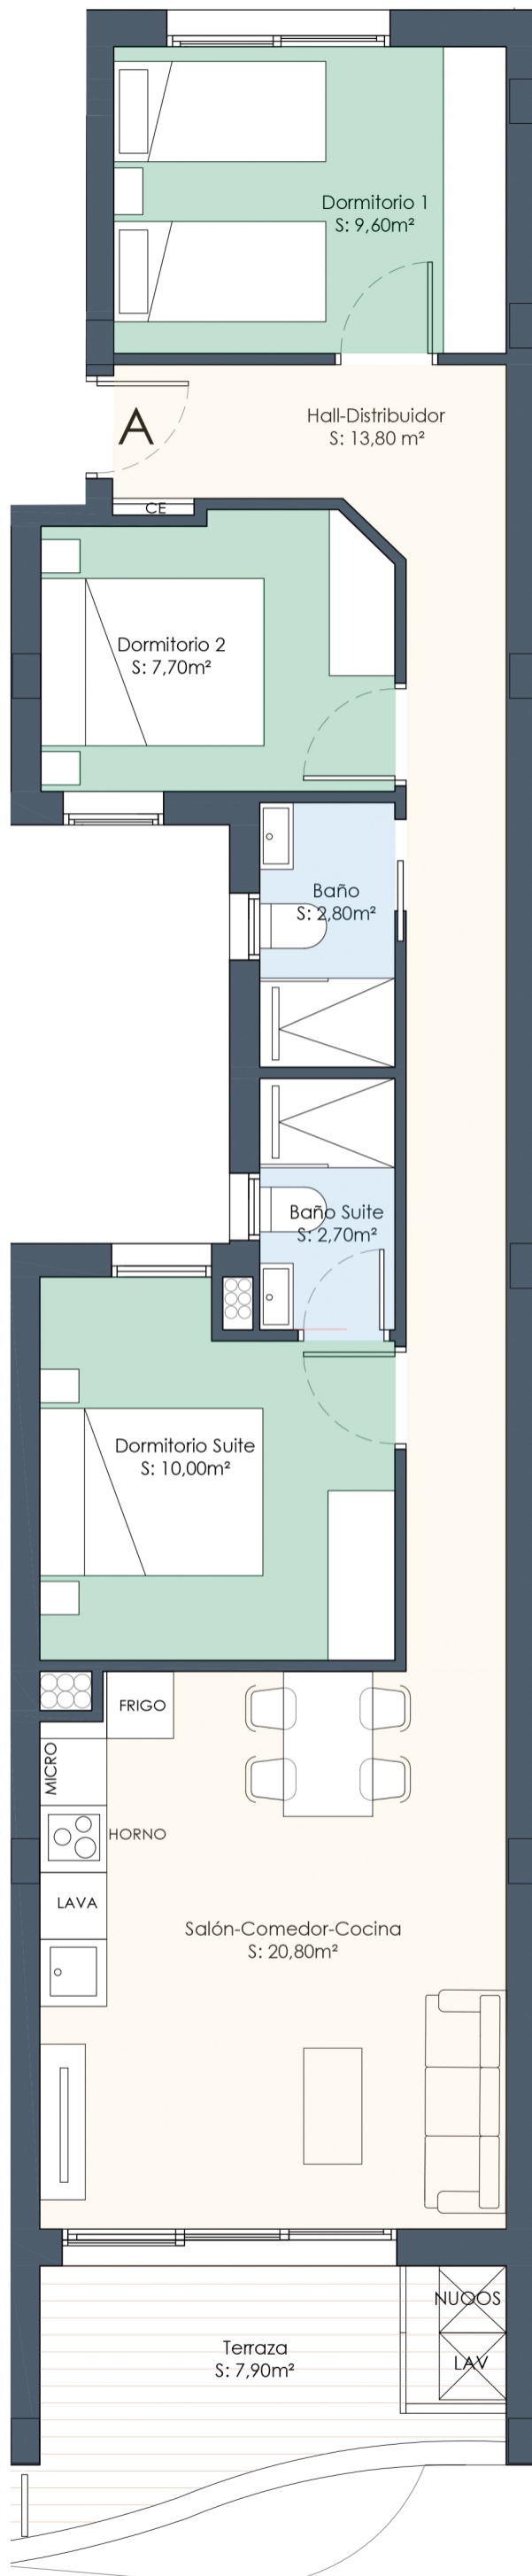 Dormitorio 1
S: 9,60m²
Hall-Distribuidor
S: 13,80 m²
A
CE
Dormitorio 2
S: 7,70m²
Baño
S: 2,80m²
Baño Suite
S: 2,70m²
Dormitorio Suite
S: 10,00m²
FRIGO
MICRO
HORNO
LAVA
Salón-Comedor-Cocina
S: 20,80m²
NUOOS
Terraza
S: 7,90m²
LAV